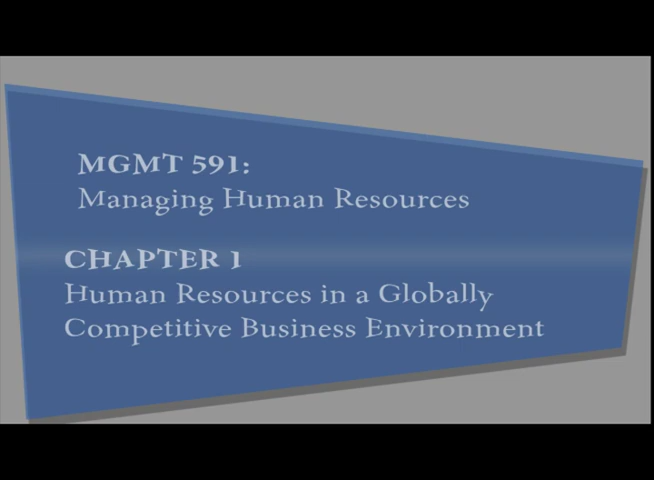 MGMT 591:
Managing Human Resources
CHAPTER 1
Human Resources in a Globally
Competitive Business Environment